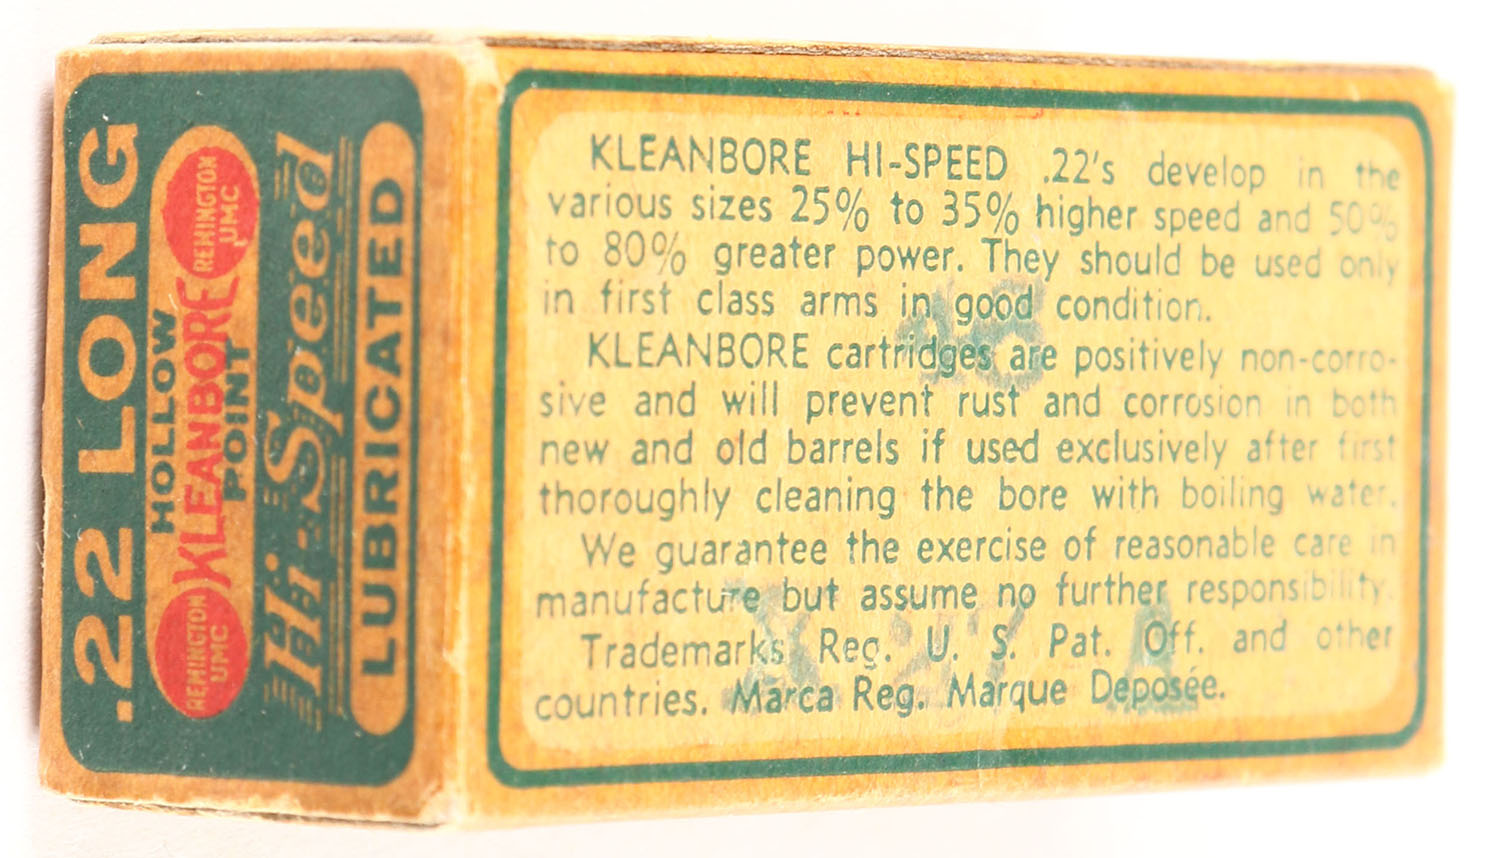 .22 LONG
HOLLOW
REMINGTON
UMC
KLEANBORE
REMINGTON
UMC
POINT
Hi-Speed
LUBRICATED
KLEANBORE HI-SPEED .22's develop in the
various sizes 25% to 35% higher speed and 50%
to 80% greater power. They should be used only
in first class arms in good condition.
KLEANBORE cartridges are positively non-corro-
sive and will prevent rust and corrosion in both
new and old barrels if used exclusively after first
thoroughly cleaning the bore with boiling water.
We guarantee the exercise of reasonable care in
manufacture but assume no further responsibility.
Trademarks Reg. U. S. Pat. Off. and other
countries. Marca Reg. Marque Deposée.